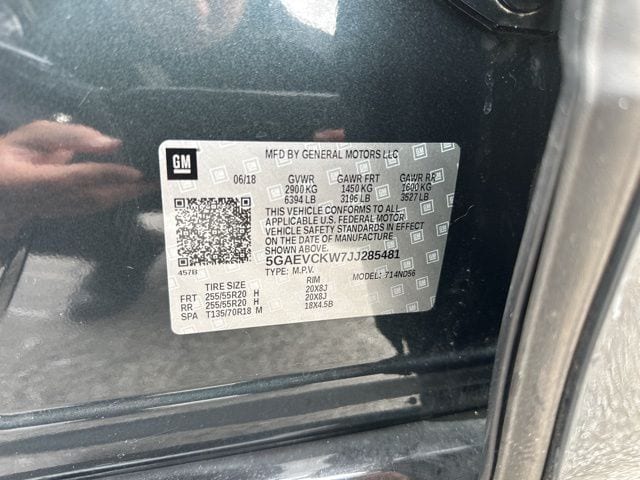 GM
MFD BY GENERAL MOTORS LLC
06/18 GVWR GAWR FRT GAWR RR
2900 KG 1450 KG 1600 KG
6394 LB 3196 LB 3527 LB
THIS VEHICLE CONFORMS TO ALL
APPLICABLE U.S. FEDERAL MOTOR
VEHICLE SAFETY STANDARDS IN EFFECT
ON THE DATE OF MANUFACTURE
SHOWN ABOVE.
5GAEVCKW7JJ285481
457B TYPE: M.P.V. MODEL: 714ND56
TIRE SIZE RIM
FRT 255/55R20 H 20X8J
RR 255/55R20 H 20X8J
SPA T135/70R18 M 18X4.5B